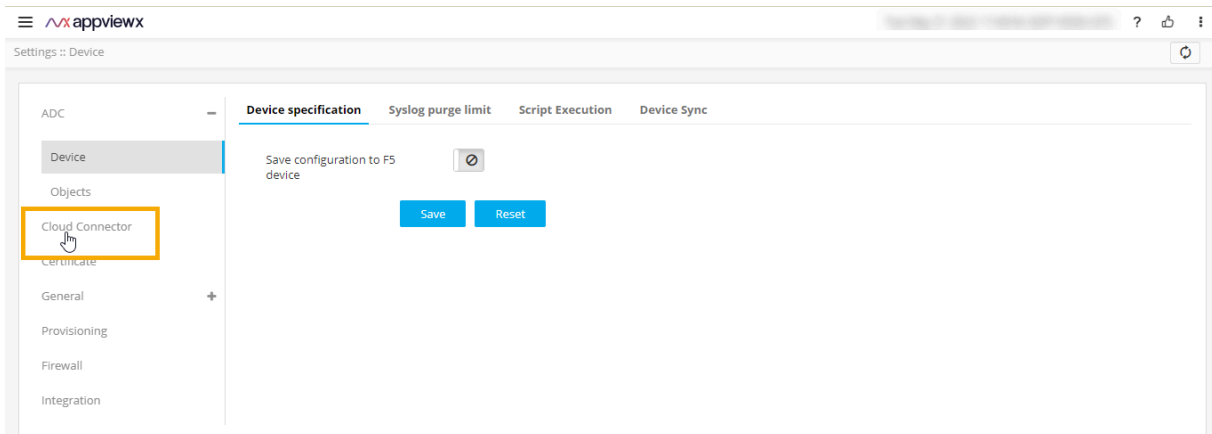 appviewx
?
Settings :: Device
ADC
Device
Objects
Cloud Connector
Certificate
General
Provisioning
Firewall
Integration
Device specification Syslog purge limit Script Execution Device Sync
Save configuration to F5
device
Save Reset